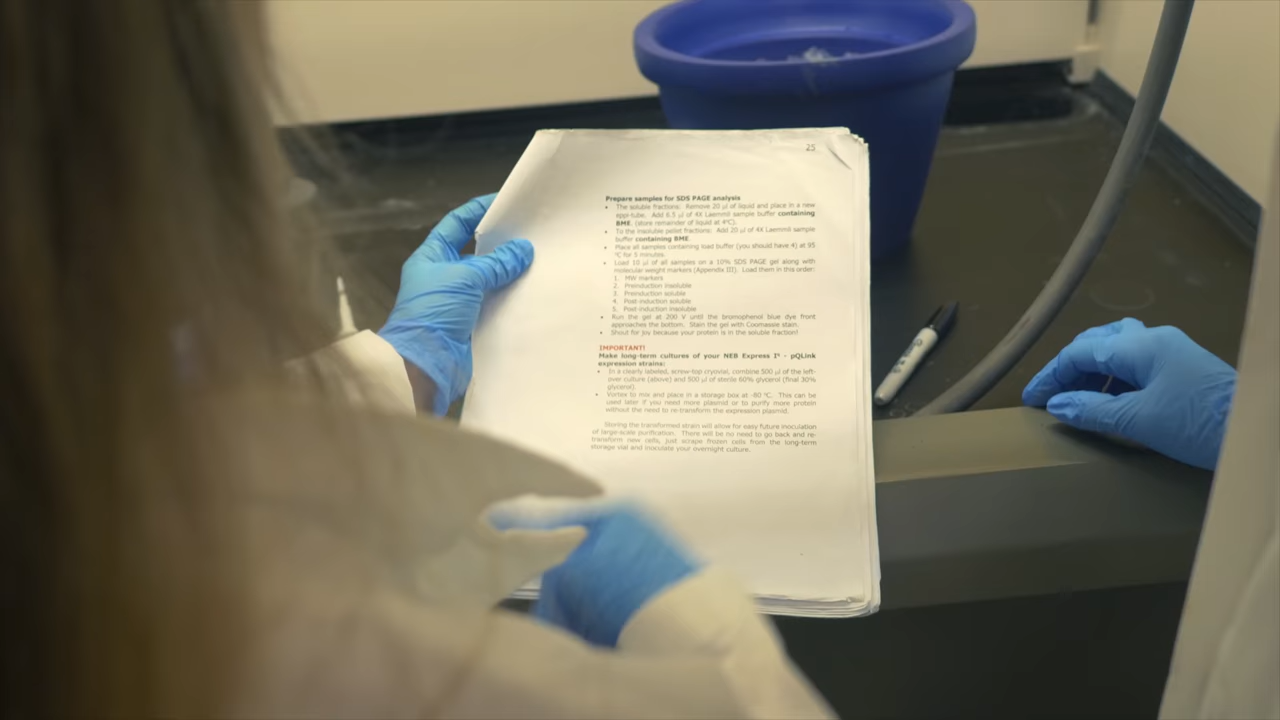 25
Prepare samples for SDS PAGE analysis
• The soluble fractions: Remove 20 µl of liquid and place in a new
eppi-tube. Add 6.5 µl of 4X Laemmli sample buffer containing
BME. (store remainder of liquid at 4°C).
• To the insoluble pellet fractions: Add 20 µl of 4X Laemmli sample
buffer containing BME
• Place all samples containing load buffer (you should have 4) at 95
°C for 5 minutes.
• Load 10 µl of all samples on a 10% SDS PAGE gel along with
molecular weight markers (Appendix III). Load them in this order:
1. MW markers
2. Preinduction insoluble
3. Preinduction soluble
4. Post-induction soluble
5. Post-induction insoluble
• Run the gel at 200 V until the bromophenol blue dye front
approaches the bottom. Stain the gel with Coomassie stain.
• Shout for joy because your protein is in the soluble fraction!
IMPORTANT!
Make long-term cultures of your NEB Express Iq - pQLink
expression strains:
• In a clearly labeled, screw-top cryovial, combine 500 µl of the left-
over culture (above) and 500 µl of sterile 60% glycerol (final 30%
glycerol).
• Vortex to mix and place in a storage box at -80 °C. This can be
used later if you need more plasmid or to purify more protein
without the need to re-transform the expression plasmid.
Storing the transformed strain will allow for easy future inoculation
of large-scale purification. There will be no need to go back and re-
transform new cells, just scrape frozen cells from the long-term
storage vial and inoculate your overnight culture.